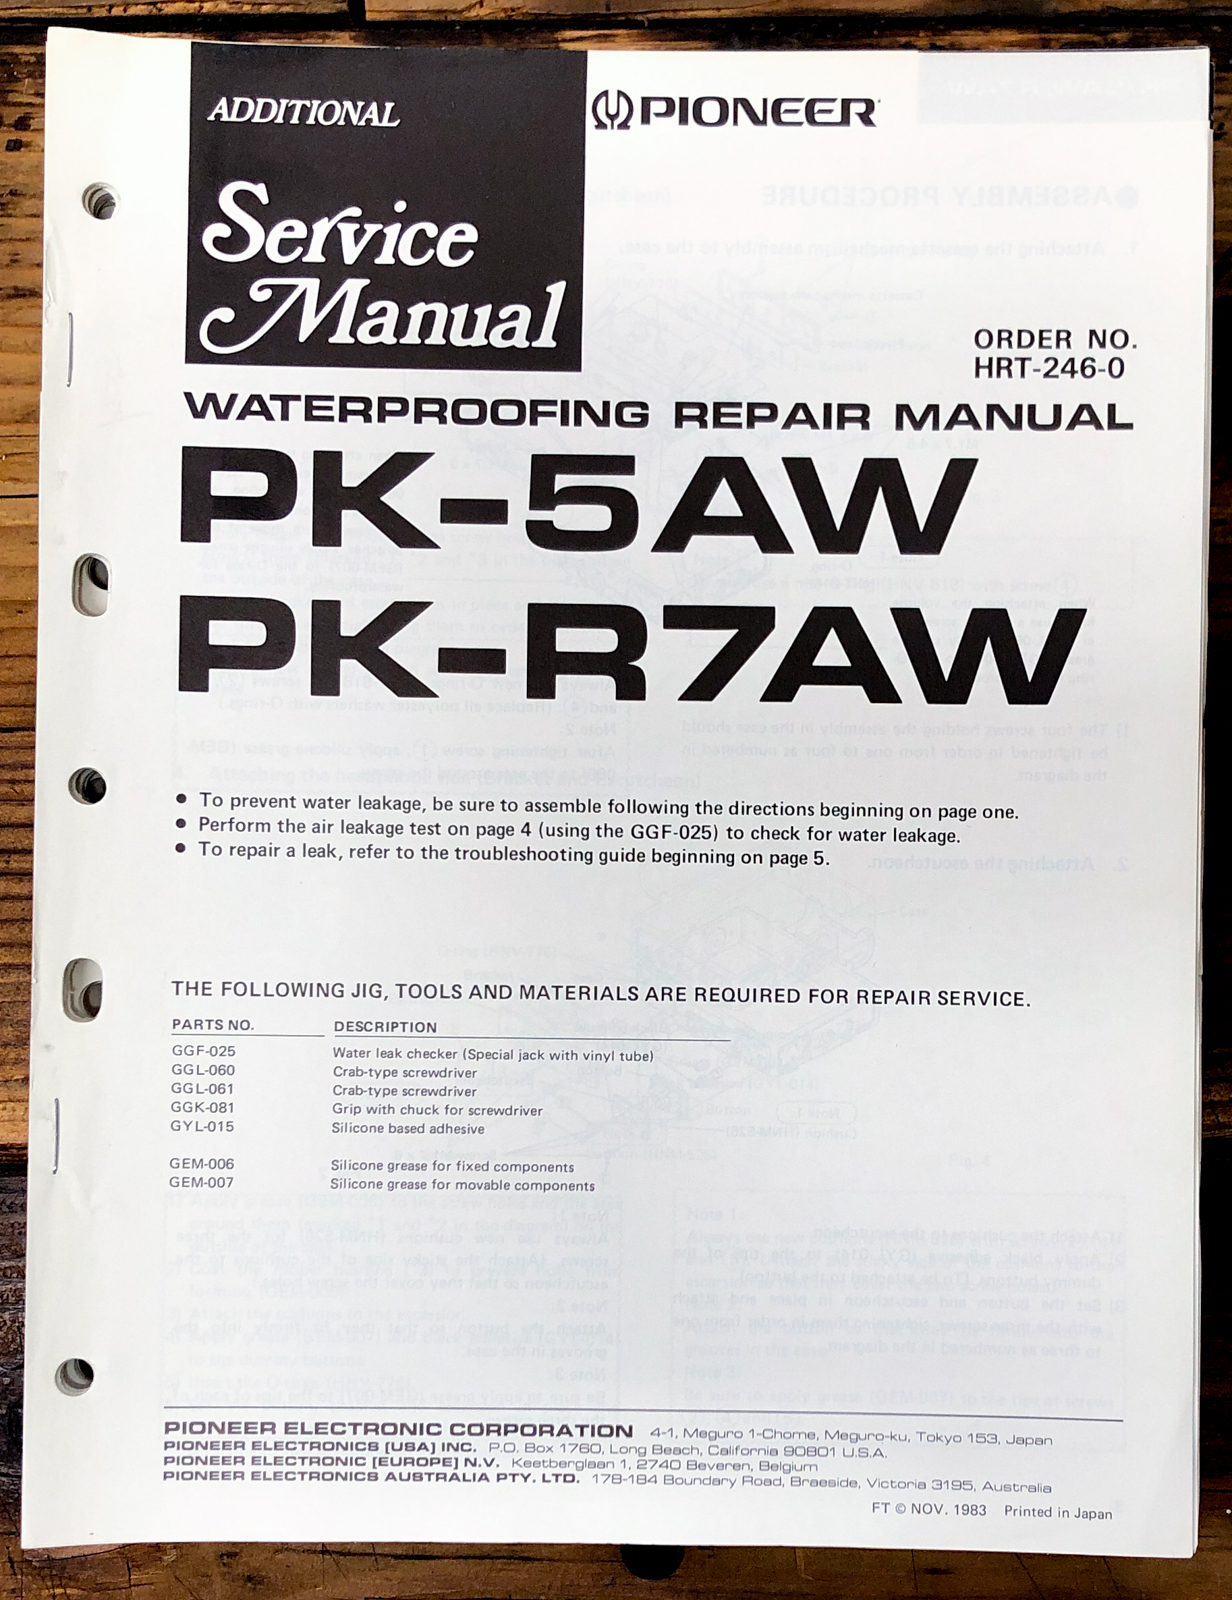 ADDITIONAL
Service
Manual
PIONEER
ORDER NO.
HRT-246-0
WATERPROOFING REPAIR MANUAL
PK-5AW
PK-R7AW
● To prevent water leakage, be sure to assemble following the directions beginning on page one.
● Perform the air leakage test on page 4 (using the GGF-025) to check for water leakage.
● To repair a leak, refer to the troubleshooting guide beginning on page 5.
THE FOLLOWING JIG, TOOLS AND MATERIALS ARE REQUIRED FOR REPAIR SERVICE.
PARTS NO. DESCRIPTION
GGF-025 Water leak checker (Special jack with vinyl tube)
GGL-060 Crab-type screwdriver
GGL-061 Crab-type screwdriver
GGK-081 Grip with chuck for screwdriver
GYL-015 Silicone based adhesive
GEM-006 Silicone grease for fixed components
GEM-007 Silicone grease for movable components
PIONEER ELECTRONIC CORPORATION 4-1, Meguro 1-Chome, Meguro-ku, Tokyo 153, Japan
PIONEER ELECTRONICS [USA] INC. P.O. Box 1760, Long Beach, California 90801 U.S.A.
PIONEER ELECTRONIC [EUROPE] N.V. Keetberglaan 1, 2740 Beveren, Belgium
PIONEER ELECTRONICS AUSTRALIA PTY. LTD. 178-184 Boundary Road, Braeside, Victoria 3195, Australia
FT © NOV. 1983 Printed in Japan